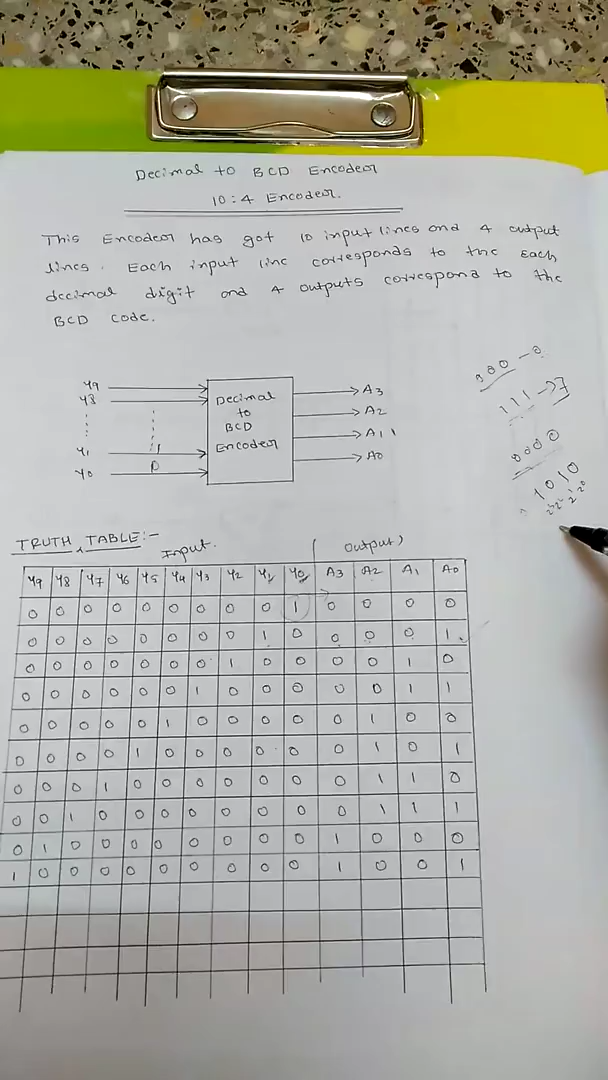 Decimal to BCD Encoder
10:4 Encoder.
This Encoder has got 10 input lines and 4 output
lines. Each input line corresponds to the each
decimal digit and 4 outputs correspond to the
BCD code.
Y9
Y8
Y1
Y0
1
0
Decimal
to
BCD
Encoder
A3
A2
A1
A0
000 - 0
111 → 7
0000
1010
2³ 2² 2¹ 2⁰
TRUTH TABLE:-
Input. Output)
Y9 Y8 Y7 Y6 Y5 Y4 Y3 Y2 Y1 Y0 A3 A2 A1 A0
0 0 0 0 0 0 0 0 0 1 0 0 0 0
0 0 0 0 0 0 0 0 1 0 0 0 0 1
0 0 0 0 0 0 0 1 0 0 0 0 1 0
0 0 0 0 0 0 1 0 0 0 0 0 1 1
0 0 0 0 0 1 0 0 0 0 0 1 0 0
0 0 0 0 1 0 0 0 0 0 0 1 0 1
0 0 0 1 0 0 0 0 0 0 0 1 1 0
0 0 1 0 0 0 0 0 0 0 0 1 1 1
0 1 0 0 0 0 0 0 0 0 1 0 0 0
1 0 0 0 0 0 0 0 0 0 1 0 0 1